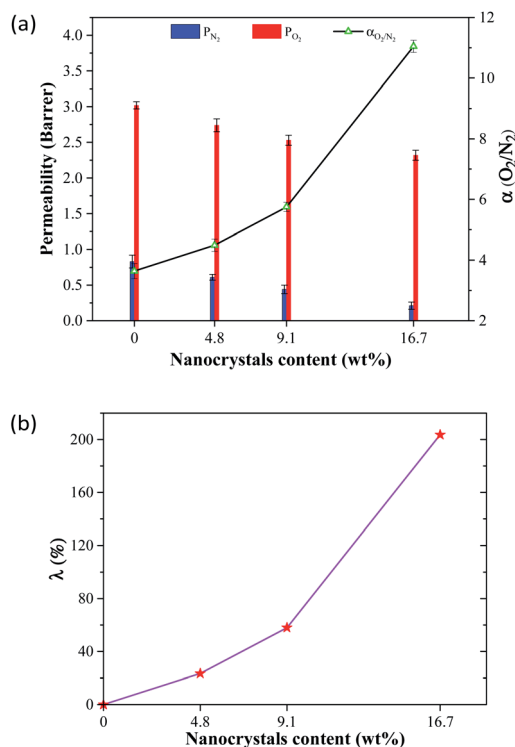 (a)
P_N₂ P_O₂ α_O₂/N₂
4.0
3.5
3.0
2.5
2.0
1.5
1.0
0.5
0.0
Permeability (Barrer)
12
10
8
6
4
2
α (O₂/N₂)
0 4.8 9.1 16.7
Nanocrystals content (wt%)
(b)
200
160
120
80
40
0
λ (%)
0 4.8 9.1 16.7
Nanocrystals content (wt%)